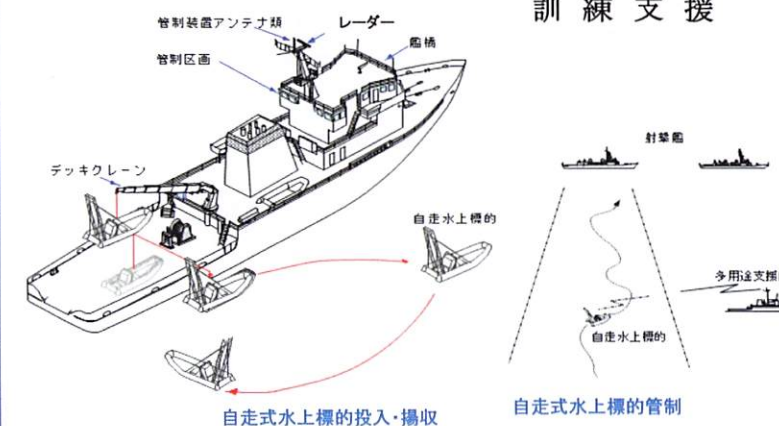 訓練支援
管制装置アンテナ類
レーダー
艦橋
管制区画
デッキクレーン
自走水上標的
射撃艦
多用途支援
自走水上標的
自走式水上標的投入・揚収
自走式水上標的管制